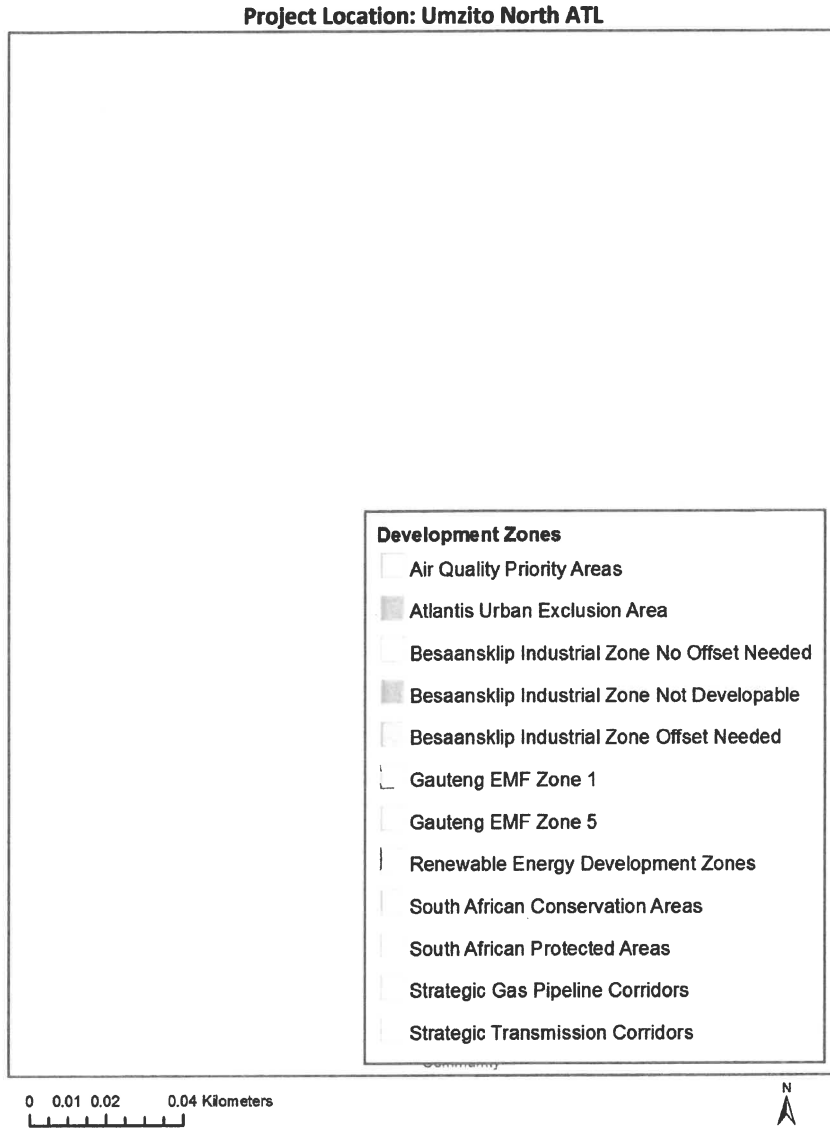 Project Location: Umzito North ATL
Development Zones
Air Quality Priority Areas
Atlantis Urban Exclusion Area
Besaansklip Industrial Zone No Offset Needed
Besaansklip Industrial Zone Not Developable
Besaansklip Industrial Zone Offset Needed
Gauteng EMF Zone 1
Gauteng EMF Zone 5
Renewable Energy Development Zones
South African Conservation Areas
South African Protected Areas
Strategic Gas Pipeline Corridors
Strategic Transmission Corridors
Community
0 0.01 0.02 0.04 Kilometers
N